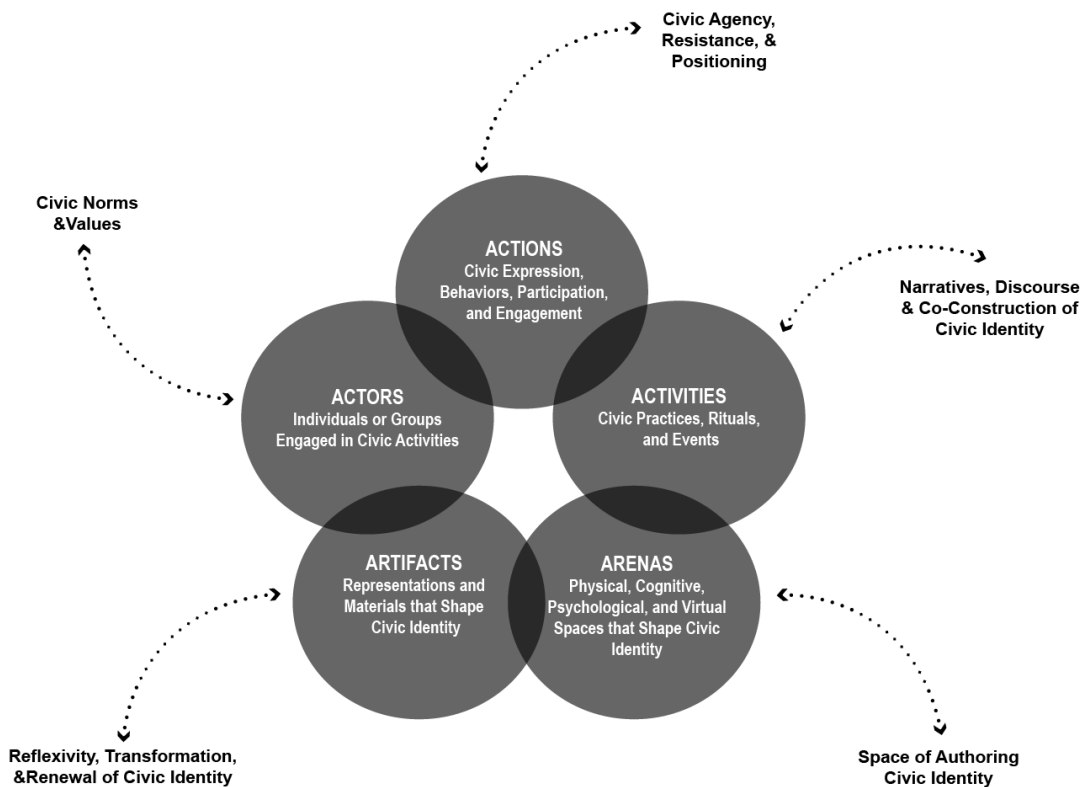 Civic Agency,
Resistance, &
Positioning
Civic Norms
&Values
ACTIONS
Civic Expression,
Behaviors, Participation,
and Engagement
Narratives, Discourse
& Co-Construction of
Civic Identity
ACTORS
Individuals or Groups
Engaged in Civic Activities
ACTIVITIES
Civic Practices, Rituals,
and Events
ARTIFACTS
Representations and
Materials that Shape
Civic Identity
ARENAS
Physical, Cognitive,
Psychological, and Virtual
Spaces that Shape Civic
Identity
Reflexivity, Transformation,
&Renewal of Civic Identity
Space of Authoring
Civic Identity